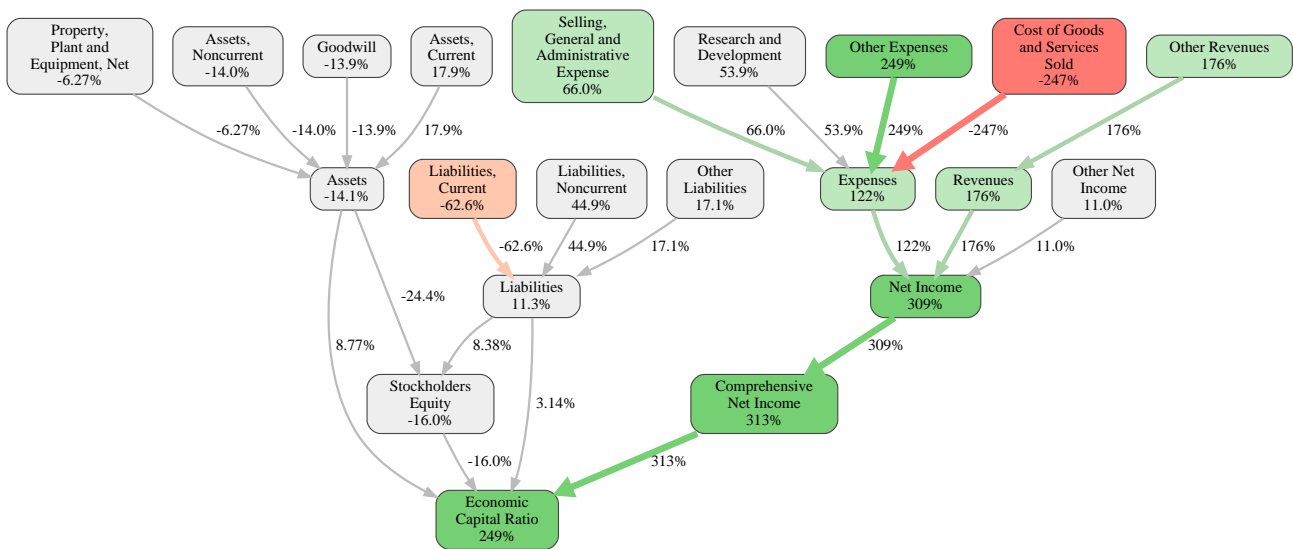 Property,
Plant and
Equipment, Net
-6.27%
Assets,
Noncurrent
-14.0%
Goodwill
-13.9%
Assets,
Current
17.9%
Selling,
General and
Administrative
Expense
66.0%
Research and
Development
53.9%
Other Expenses
249%
Cost of Goods
and Services
Sold
-247%
Other Revenues
176%
-6.27%
-14.0%
-13.9%
17.9%
66.0%
53.9%
249%
-247%
176%
Assets
-14.1%
Liabilities,
Current
-62.6%
Liabilities,
Noncurrent
44.9%
Other
Liabilities
17.1%
Expenses
122%
Revenues
176%
Other Net
Income
11.0%
-62.6%
44.9%
17.1%
122%
176%
11.0%
Liabilities
11.3%
Net Income
309%
-24.4%
8.77%
8.38%
309%
Stockholders
Equity
-16.0%
3.14%
Comprehensive
Net Income
313%
-16.0%
313%
Economic
Capital Ratio
249%